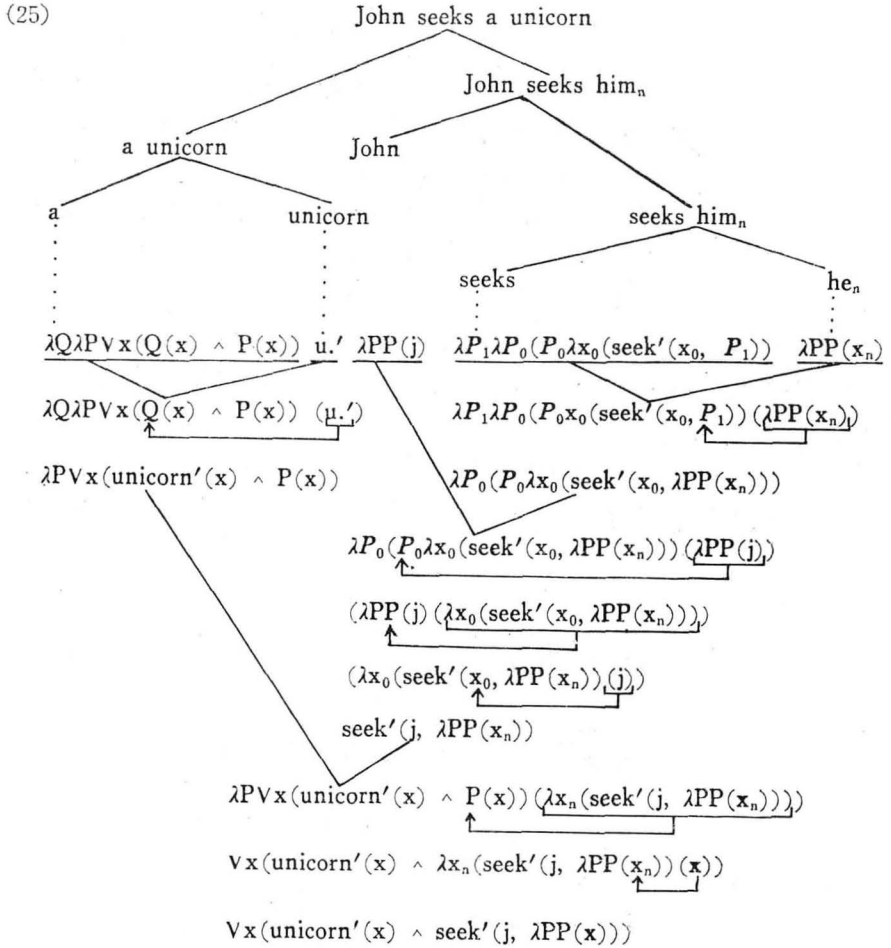 (25)
John seeks a unicorn
John seeks himₙ
a unicorn John
a unicorn seeks himₙ
seeks heₙ
λQλP∨x(Q(x) ∧ P(x)) u.′ λPP(j) λP₁λP₀(P₀λx₀(seek′(x₀, P₁)) λPP(xₙ)
λQλP∨x(Q(x) ∧ P(x)) (u.′) λP₁λP₀(P₀x₀(seek′(x₀, P₁))(λPP(xₙ))
λP∨x(unicorn′(x) ∧ P(x)) λP₀(P₀λx₀(seek′(x₀, λPP(xₙ)))
λP₀(P₀λx₀(seek′(x₀, λPP(xₙ)))(λPP(j))
(λPP(j)(λx₀(seek′(x₀, λPP(xₙ))))
(λx₀(seek′(x₀, λPP(xₙ))(j))
seek′(j, λPP(xₙ))
λP∨x(unicorn′(x) ∧ P(x))(λxₙ(seek′(j, λPP(xₙ))))
∨x(unicorn′(x) ∧ λxₙ(seek′(j, λPP(xₙ))(x))
∨x(unicorn′(x) ∧ seek′(j, λPP(x)))